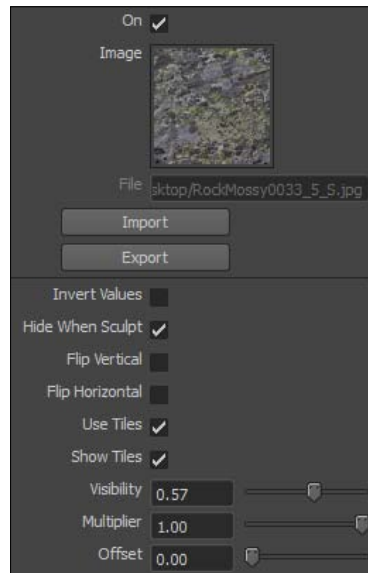 On
Image
File sktop/RockMossy0033_5_S.jpg
Import
Export
Invert Values
Hide When Sculpt
Flip Vertical
Flip Horizontal
Use Tiles
Show Tiles
Visibility 0.57
Multiplier 1.00
Offset 0.00